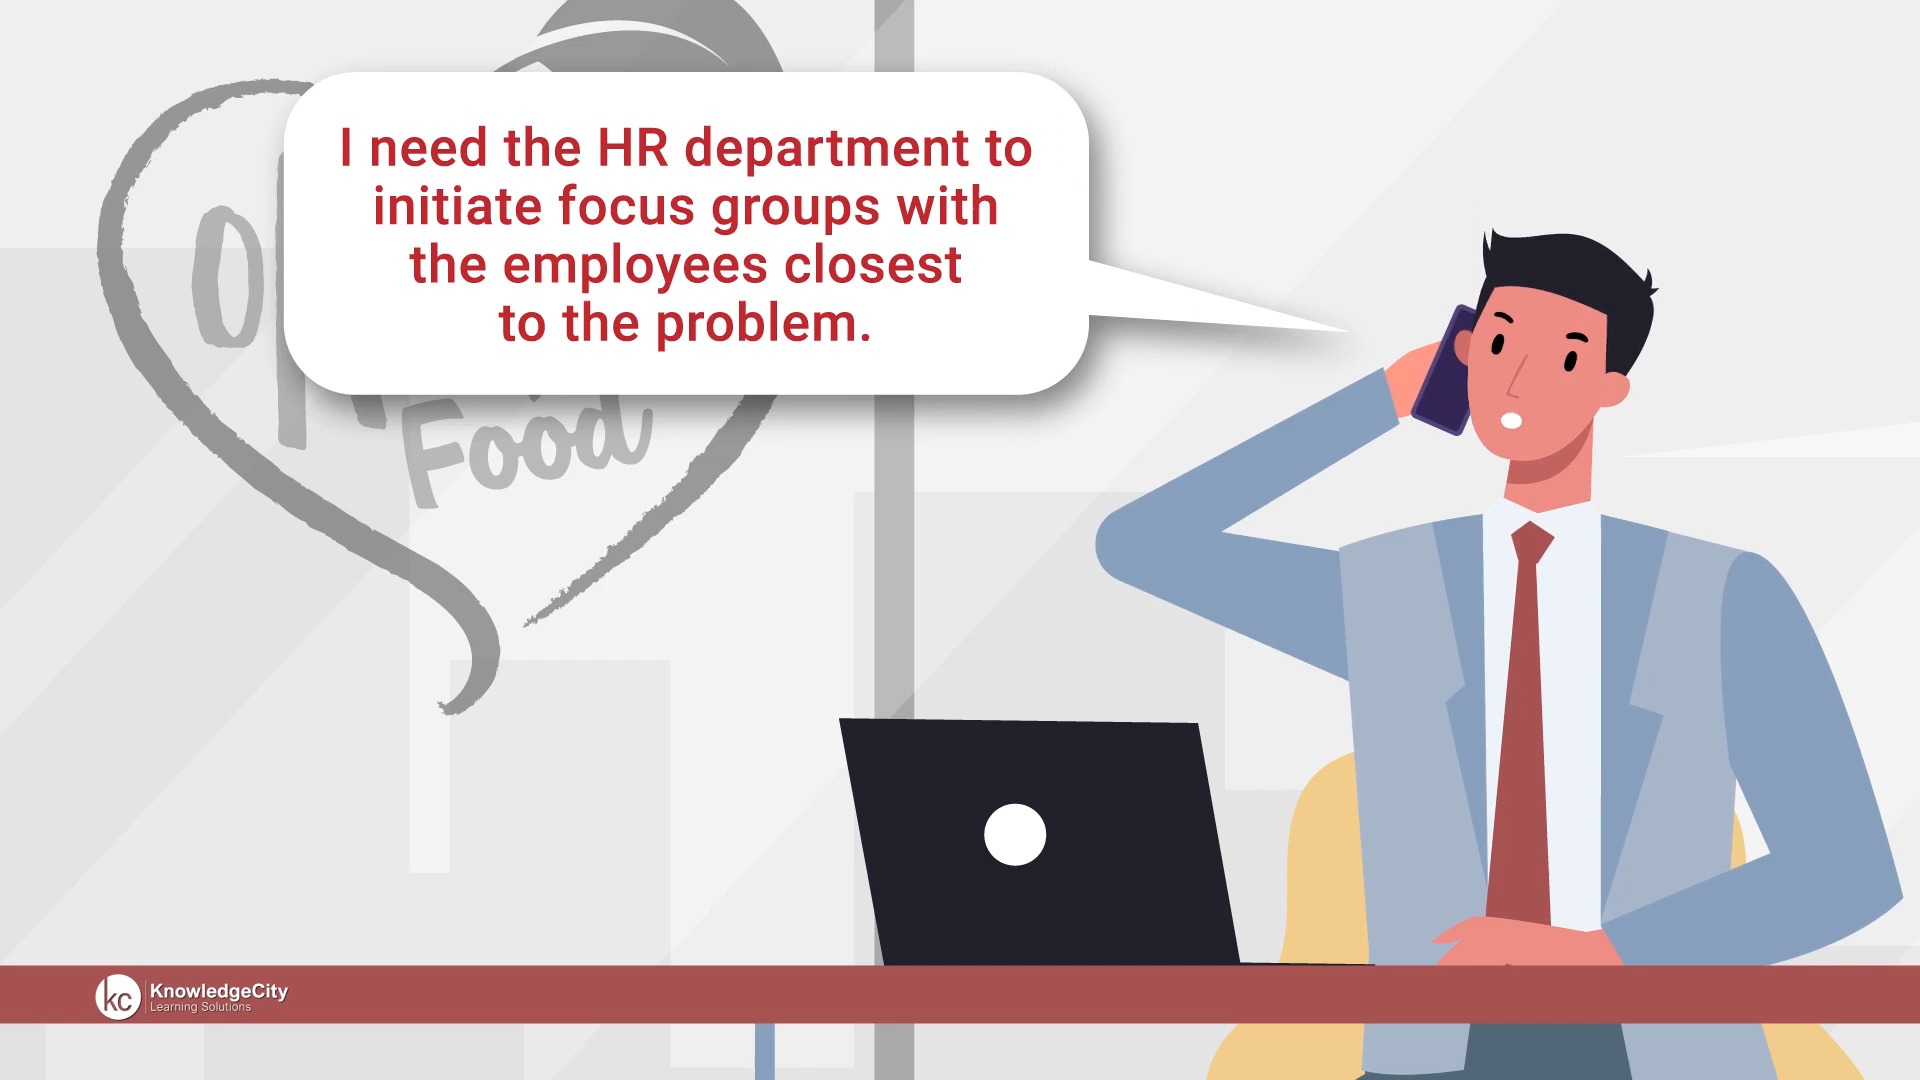 I need the HR department to
initiate focus groups with
the employees closest
to the problem.
Food
kc KnowledgeCity
Learning Solutions